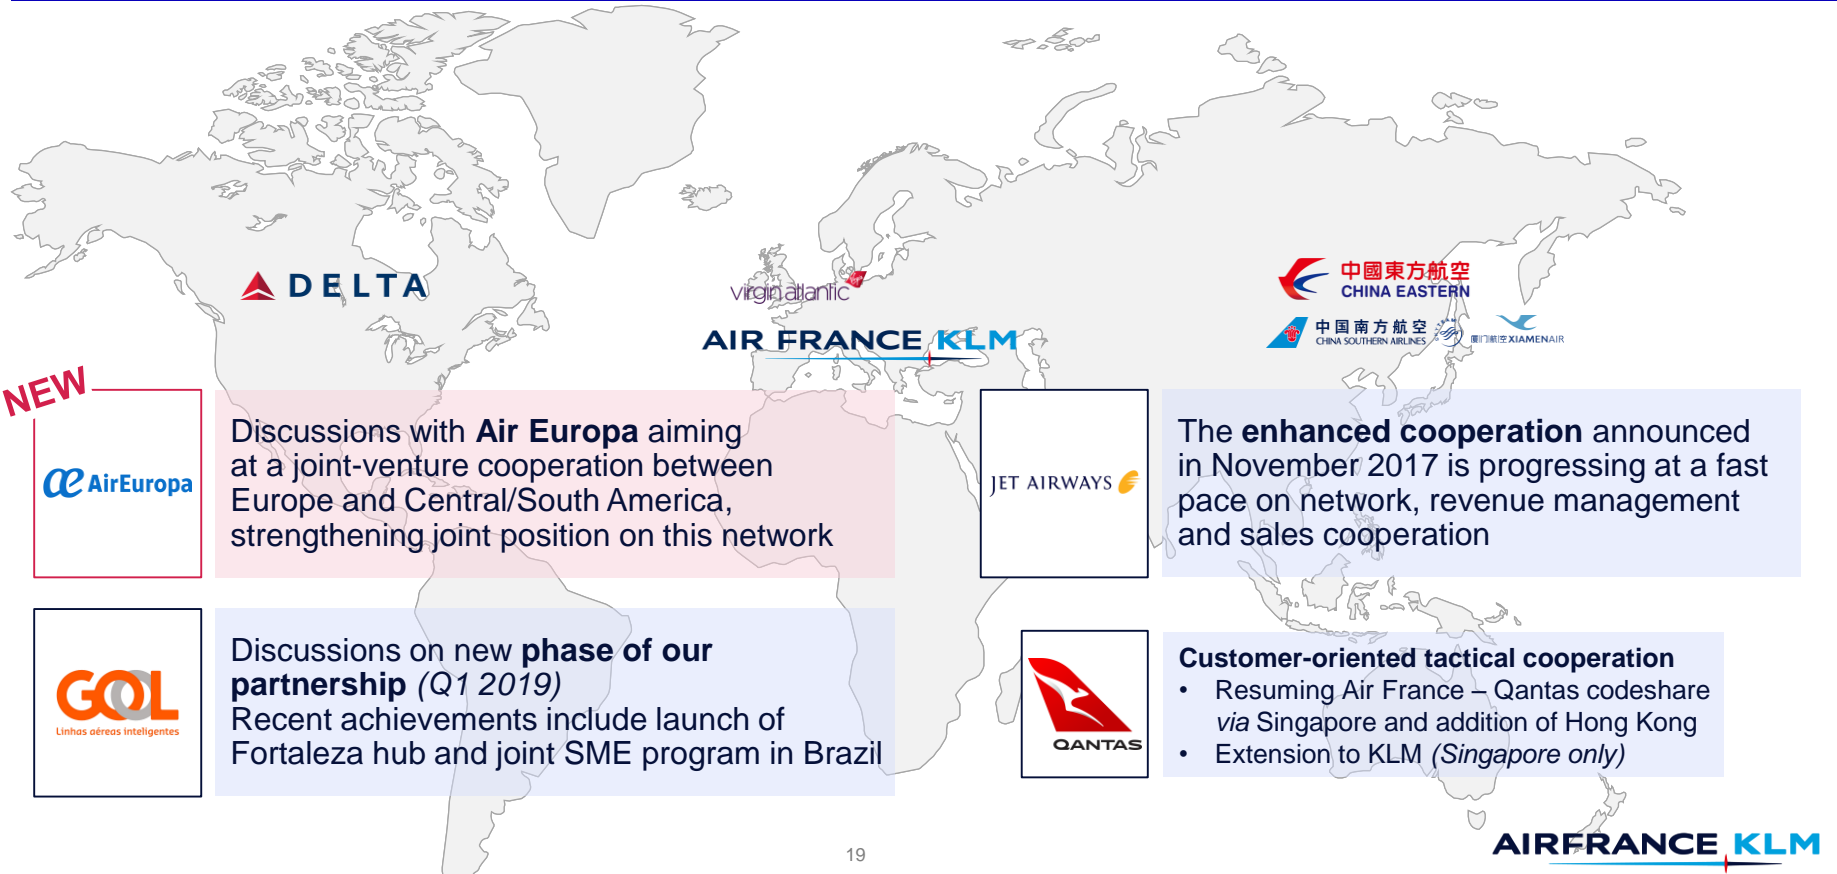 DELTA
virgin atlantic
AIR FRANCE KLM
中國東方航空
CHINA EASTERN
中国南方航空
CHINA SOUTHERN AIRLINES
厦门航空 XIAMENAIR
NEW
AirEuropa
Discussions with Air Europa aiming
at a joint-venture cooperation between
Europe and Central/South America,
strengthening joint position on this network
JET AIRWAYS
The enhanced cooperation announced
in November 2017 is progressing at a fast
pace on network, revenue management
and sales cooperation
GOL
Linhas aéreas inteligentes
Discussions on new phase of our
partnership (Q1 2019)
Recent achievements include launch of
Fortaleza hub and joint SME program in Brazil
QANTAS
Customer-oriented tactical cooperation
• Resuming Air France – Qantas codeshare
via Singapore and addition of Hong Kong
• Extension to KLM (Singapore only)
19
AIRFRANCE KLM